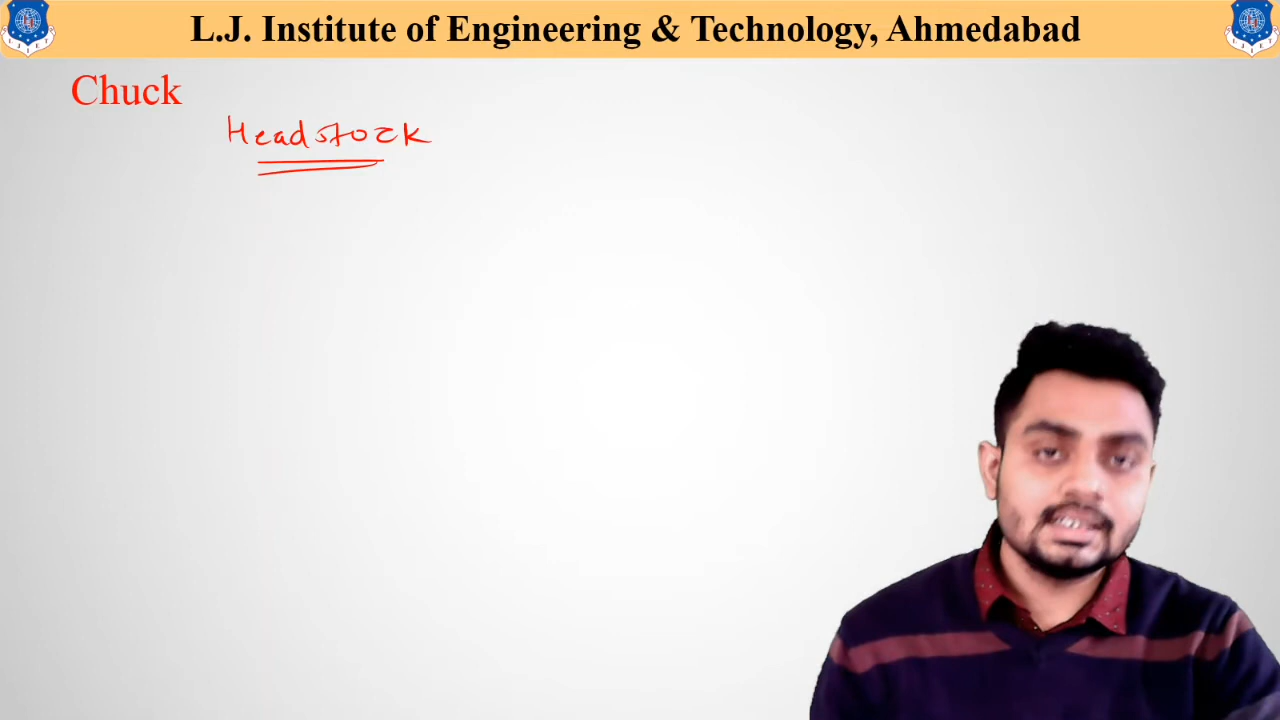 L.J. Institute of Engineering & Technology, Ahmedabad
Chuck
Headstock